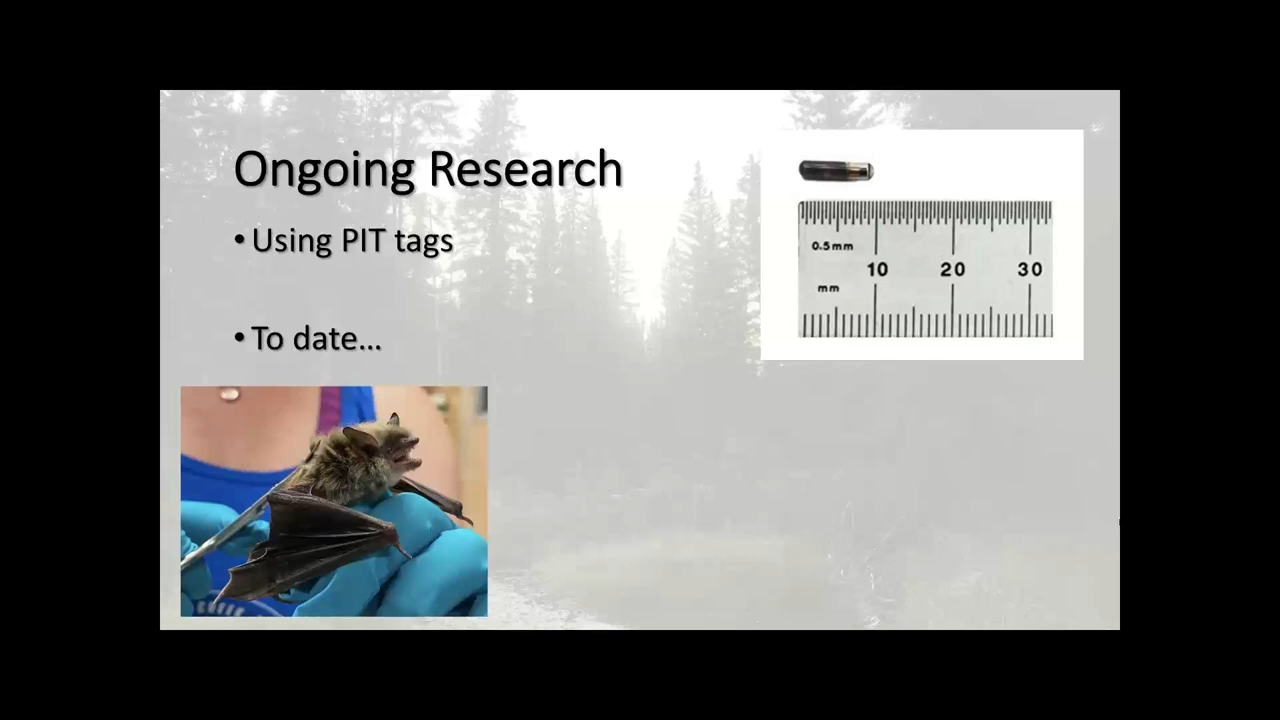 Ongoing Research
• Using PIT tags
• To date...
0.5mm
10 20 30
mm